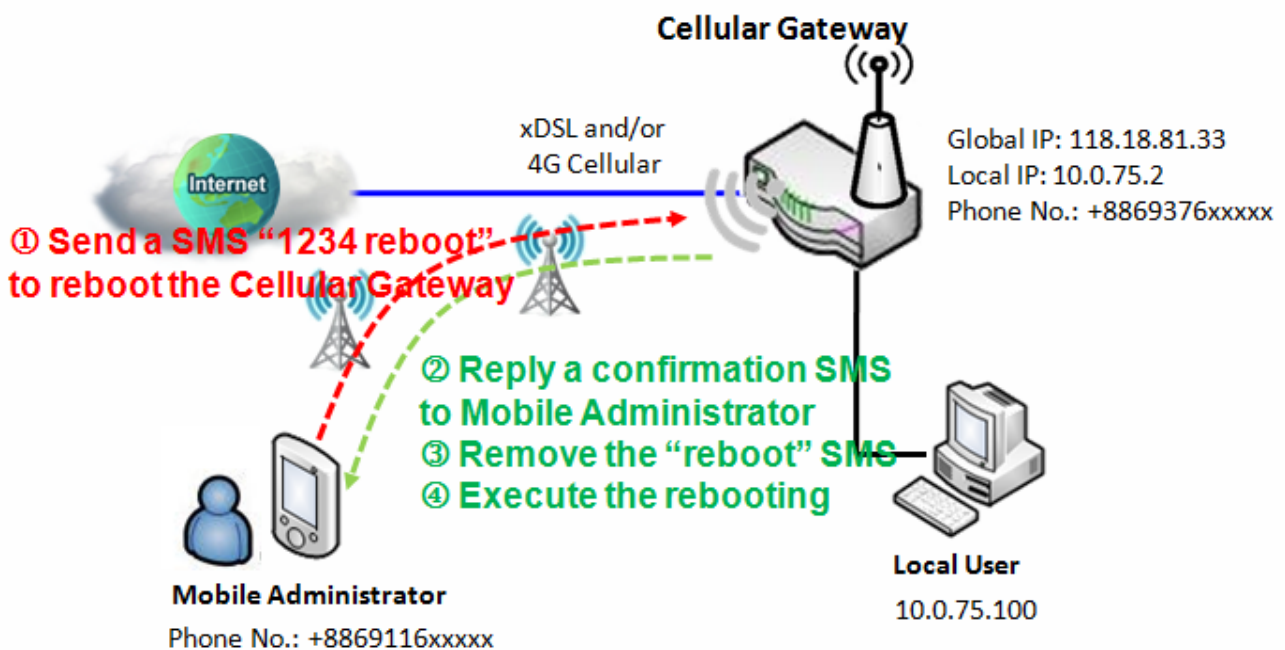 Cellular Gateway
xDSL and/or
4G Cellular
Global IP: 118.18.81.33
Local IP: 10.0.75.2
Phone No.: +8869376xxxxx
Internet
① Send a SMS “1234 reboot”
to reboot the Cellular Gateway
② Reply a confirmation SMS
to Mobile Administrator
③ Remove the “reboot” SMS
④ Execute the rebooting
Mobile Administrator
Phone No.: +8869116xxxxx
Local User
10.0.75.100